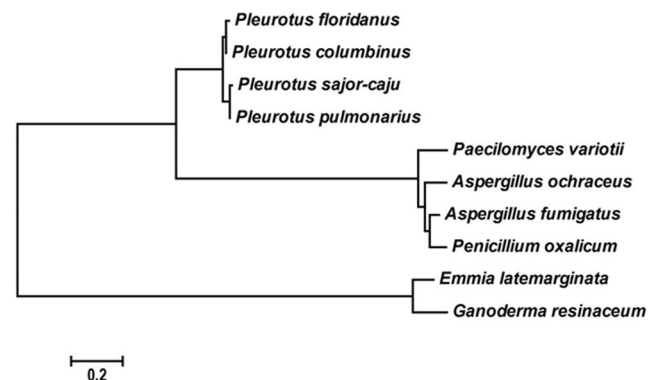 Pleurotus floridanus
Pleurotus columbinus
Pleurotus sajor-caju
Pleurotus pulmonarius
Paecilomyces variotii
Aspergillus ochraceus
Aspergillus fumigatus
Penicillium oxalicum
Emmia latemarginata
Ganoderma resinaceum
0.2